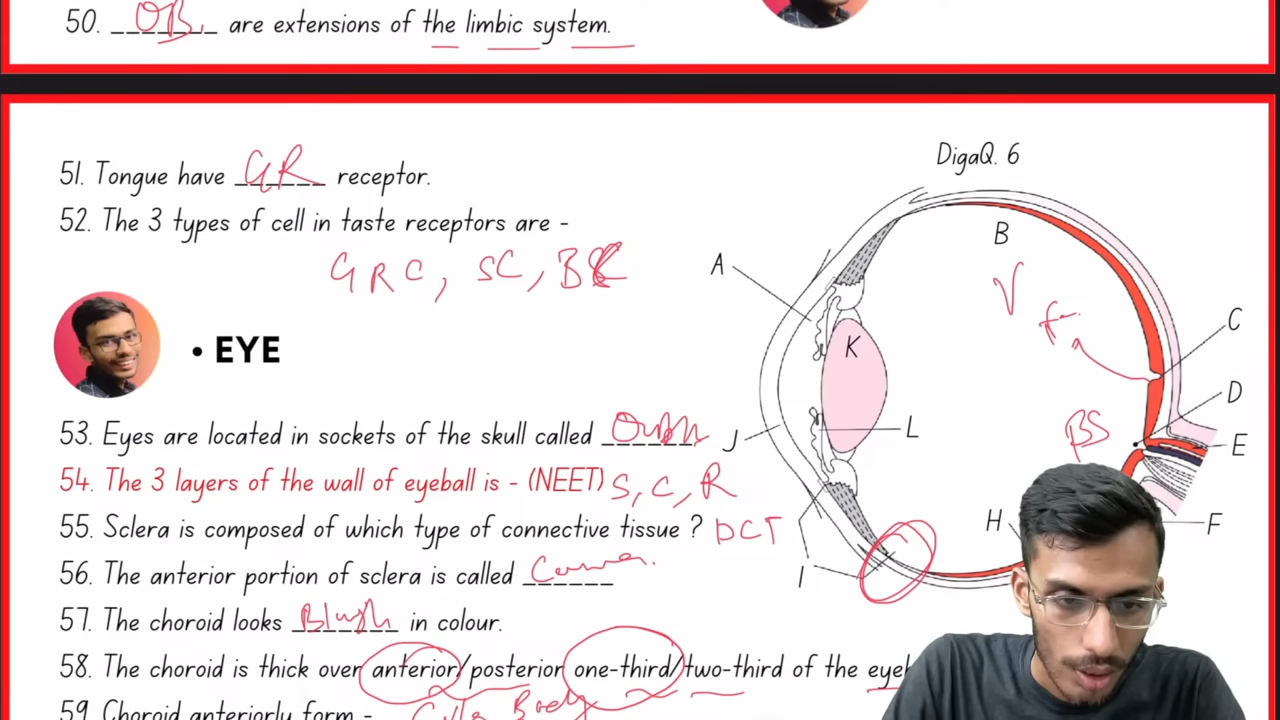 50. OB are extensions of the limbic system.
51. Tongue have GR receptor.
52. The 3 types of cell in taste receptors are -
GRC, SC, BC
• EYE
53. Eyes are located in sockets of the skull called
54. The 3 layers of the wall of eyeball is - (NEET) S, C, R
55. Sclera is composed of which type of connective tissue ? DCT
56. The anterior portion of sclera is called
57. The choroid looks in colour.
58. The choroid is thick over anterior/posterior one-third/two-third of the
59. Choroid anteriorly form - Body
DigaQ. 6
A
B
V
C
K
D
BS
L
J
E
H
F
I